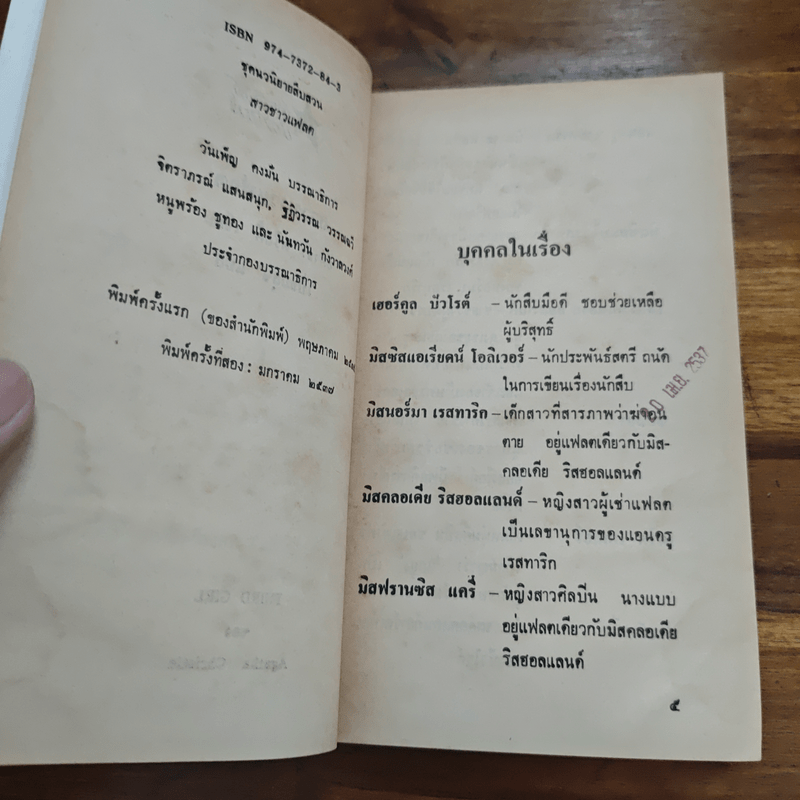 ISBN 974-7372-84-3
ชุดนวนิยายสืบสวน
สาวชาวแฟลต
วันเพ็ญ คงมั่น บรรณาธิการ
จิตราภรณ์ แสนสนุก, ฐิฏิวรรณ วรรณฉวี
หนูพร้อง ชูทอง และ นันทวัน กังวาลวงศ์
ประจำกองบรรณาธิการ
พิมพ์ครั้งแรก (ของสำนักพิมพ์) พฤษภาคม
พิมพ์ครั้งที่สอง : มกราคม ๒๕๓๗
บุคคลในเรื่อง
เฮอร์คูล ปัวโรต์ – นักสืบมือดี ชอบช่วยเหลือ
ผู้บริสุทธิ์
มิสซิสแอเรียดน์ โอลิเวอร์ – นักประพันธ์สตรี ถนัด
ในการเขียนเรื่องนักสืบ
เม.ย. 2537
มิสนอร์มา เรสทาริก – เด็กสาวที่สารภาพว่าฆ่าคน
ตาย อยู่แฟลตเดียวกับมิส-
คลอเดีย ริสฮอลแลนด์
มิสคลอเดีย ริสฮอลแลนด์ – หญิงสาวผู้เช่าแฟลต
เป็นเลขานุการของแอนดรู
เรสทาริก
มิสฟรานซิส แครี่ – หญิงสาวศิลปิน นางแบบ
อยู่แฟลตเดียวกับมิสคลอเดีย
ริสฮอลแลนด์
๕